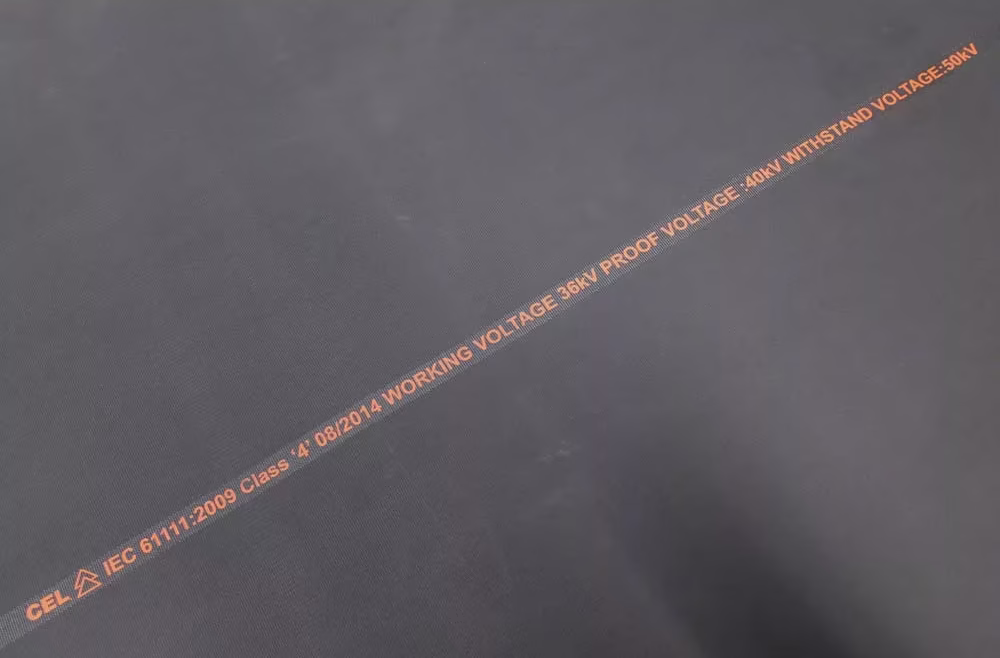 CEL IEC 61111:2009 Class ‘4’ 08/2014 WORKING VOLTAGE 36kV PROOF VOLTAGE :40kV WITHSTAND VOLTAGE:50kV